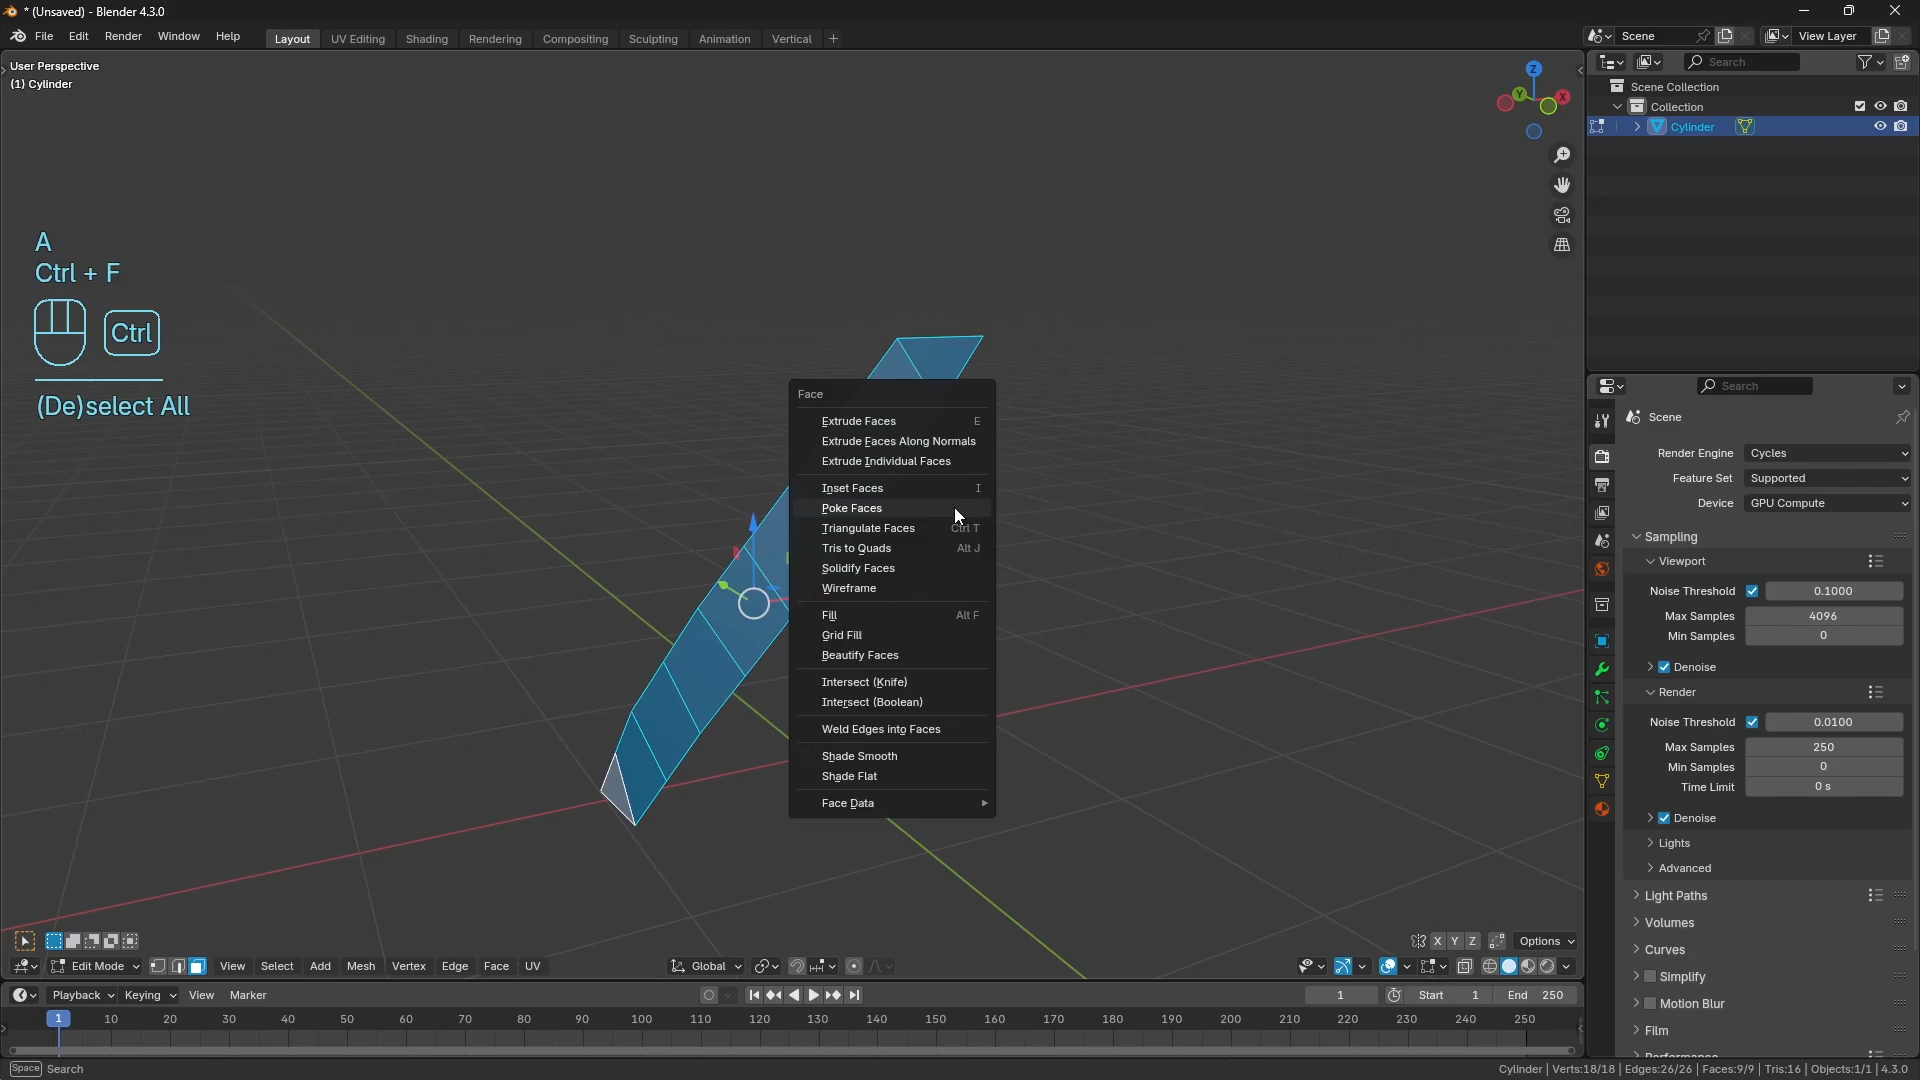 * (Unsaved) - Blender 4.3.0
File Edit Render Window Help
Layout UV Editing Shading Rendering Compositing Sculpting Animation Vertical +
Scene
View Layer
User Perspective
(1) Cylinder
Z
Y
X
A
Ctrl + F
Ctrl
(De)select All
Face
Extrude Faces E
Extrude Faces Along Normals
Extrude Individual Faces
Inset Faces I
Poke Faces
Triangulate Faces Ctrl T
Tris to Quads Alt J
Solidify Faces
Wireframe
Fill Alt F
Grid Fill
Beautify Faces
Intersect (Knife)
Intersect (Boolean)
Weld Edges into Faces
Shade Smooth
Shade Flat
Face Data
Search
Scene Collection
Collection
Cylinder
Search
Scene
Render Engine Cycles
Feature Set Supported
Device GPU Compute
Sampling
Viewport
Noise Threshold 0.1000
Max Samples 4096
Min Samples 0
Denoise
Render
Noise Threshold 0.0100
Max Samples 250
Min Samples 0
Time Limit 0 s
Denoise
Lights
Advanced
Light Paths
Volumes
Curves
Simplify
Motion Blur
Film
Performance
X Y Z Options
Edit Mode View Select Add Mesh Vertex Edge Face UV Global
Playback Keying View Marker 1 Start 1 End 250
1 10 20 30 40 50 60 70 80 90 100 110 120 130 140 150 160 170 180 190 200 210 220 230 240 250
Space Search
Cylinder | Verts:18/18 | Edges:26/26 | Faces:9/9 | Tris:16 | Objects:1/1 | 4.3.0